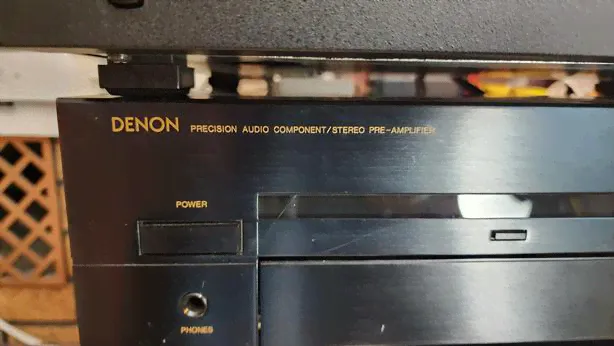 DENON PRECISION AUDIO COMPONENT/STEREO PRE-AMPLIFIER
POWER
PHONES